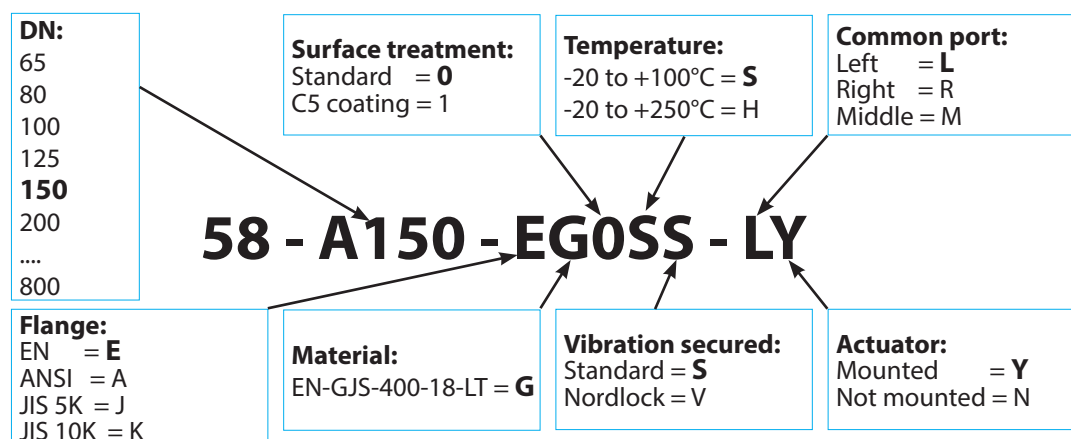 DN:
65
80
100
125
150
200
....
800
Surface treatment:
Standard = 0
C5 coating = 1
Temperature:
-20 to +100°C = S
-20 to +250°C = H
Common port:
Left = L
Right = R
Middle = M
58 - A150 - EG0SS - LY
Flange:
EN = E
ANSI = A
JIS 5K = J
JIS 10K = K
Material:
EN-GJS-400-18-LT = G
Vibration secured:
Standard = S
Nordlock = V
Actuator:
Mounted = Y
Not mounted = N